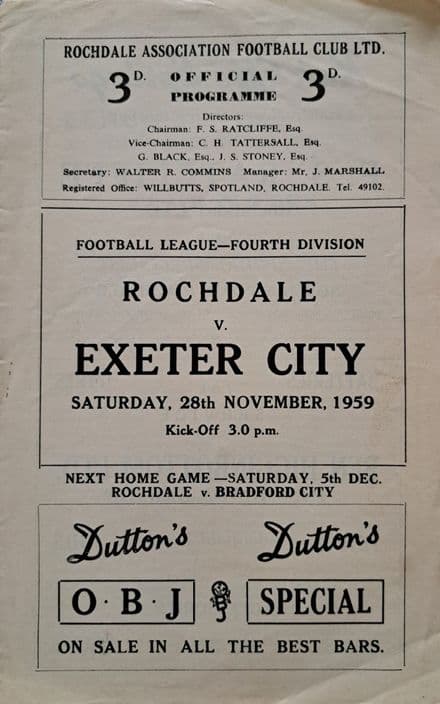 ROCHDALE ASSOCIATION FOOTBALL CLUB LTD.
3D. OFFICIAL PROGRAMME 3D.
Directors:
Chairman: F. S. RATCLIFFE, Esq.
Vice-Chairman: C. H. TATTERSALL, Esq.
G. BLACK, Esq., J. S. STONEY, Esq.
Secretary: WALTER R. COMMINS Manager: Mr. J. MARSHALL
Registered Office: WILLBUTTS, SPOTLAND, ROCHDALE. Tel. 49102.
FOOTBALL LEAGUE—FOURTH DIVISION
ROCHDALE
V.
EXETER CITY
SATURDAY, 28th NOVEMBER, 1959
Kick-Off 3.0 p.m.
NEXT HOME GAME—SATURDAY, 5th DEC.
ROCHDALE v. BRADFORD CITY
Dutton's Dutton's
O·B·J SPECIAL
ON SALE IN ALL THE BEST BARS.